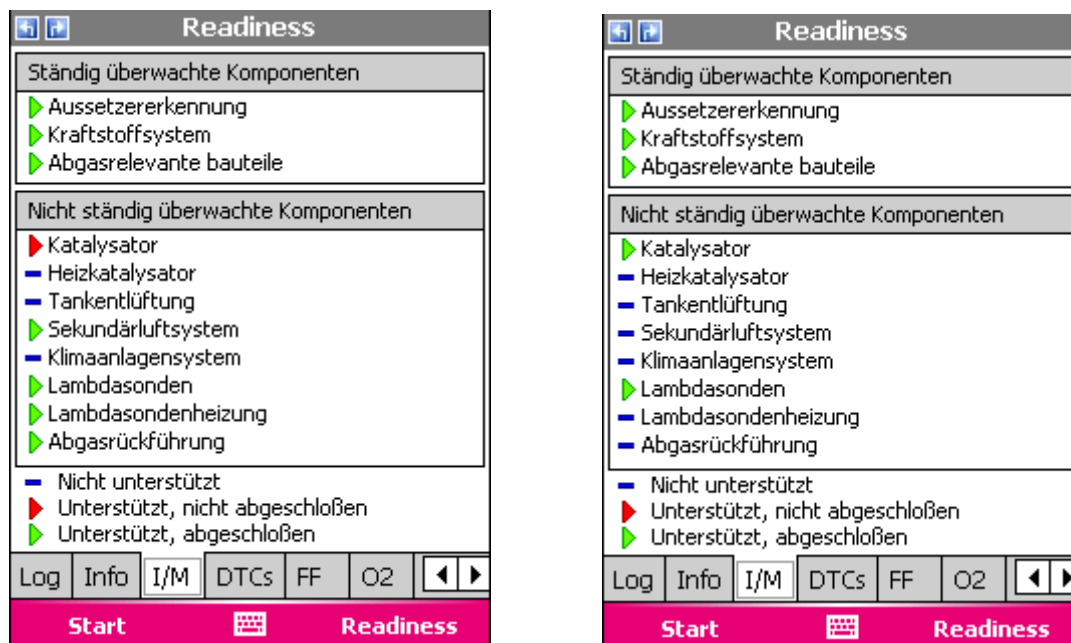 Readiness
Ständig überwachte Komponenten
Aussetzererkennung
Kraftstoffsystem
Abgasrelevante bauteile
Nicht ständig überwachte Komponenten
Katalysator
Heizkatalysator
Tankentlüftung
Sekundärluftsystem
Klimaanlagensystem
Lambdasonden
Lambdasondenheizung
Abgasrückführung
Nicht unterstützt
Unterstützt, nicht abgeschloßen
Unterstützt, abgeschloßen
Log Info I/M DTCs FF O2
Start Readiness
Readiness
Ständig überwachte Komponenten
Aussetzererkennung
Kraftstoffsystem
Abgasrelevante bauteile
Nicht ständig überwachte Komponenten
Katalysator
Heizkatalysator
Tankentlüftung
Sekundärluftsystem
Klimaanlagensystem
Lambdasonden
Lambdasondenheizung
Abgasrückführung
Nicht unterstützt
Unterstützt, nicht abgeschloßen
Unterstützt, abgeschloßen
Log Info I/M DTCs FF O2
Start Readiness